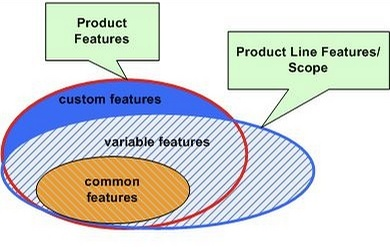 Product
Features
Product Line Features/
Scope
custom features
variable features
common
features